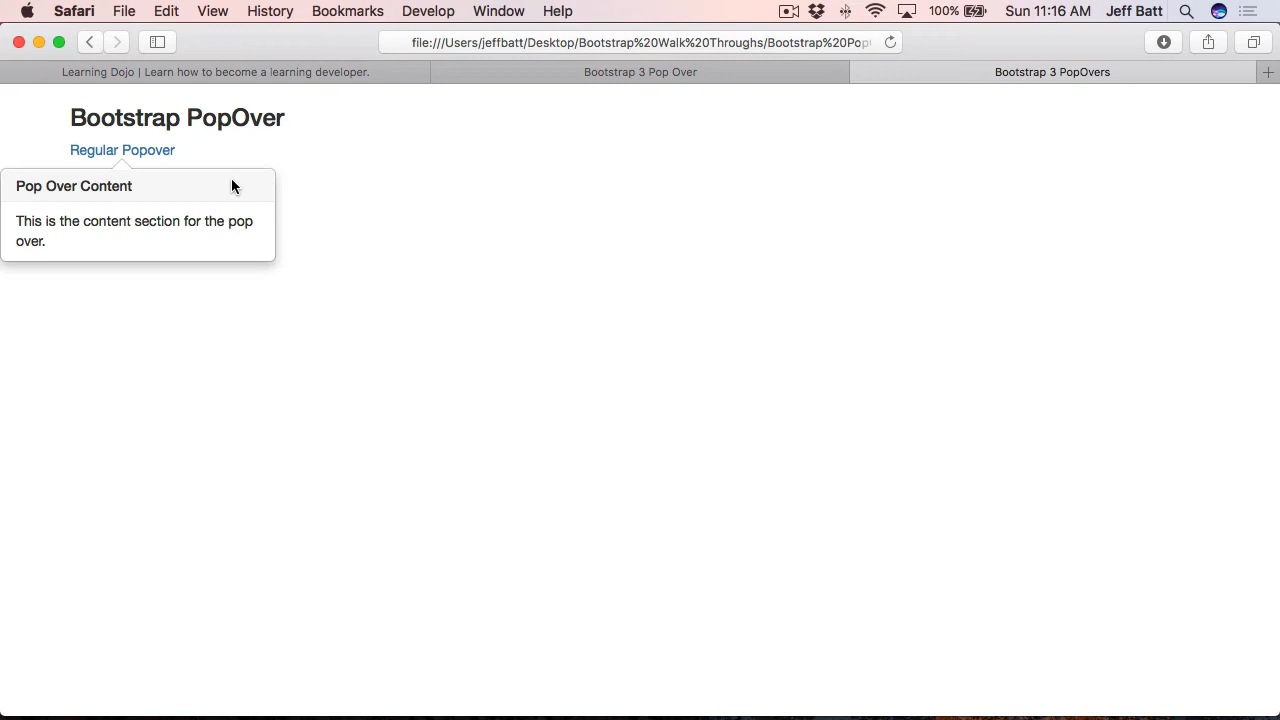 Safari File Edit View History Bookmarks Develop Window Help 100% Sun 11:16 AM Jeff Batt
file:///Users/jeffbatt/Desktop/Bootstrap%20Walk%20Throughs/Bootstrap%20Pop
Learning Dojo | Learn how to become a learning developer. Bootstrap 3 Pop Over Bootstrap 3 PopOvers
Bootstrap PopOver
Regular Popover
Pop Over Content
This is the content section for the pop
over.